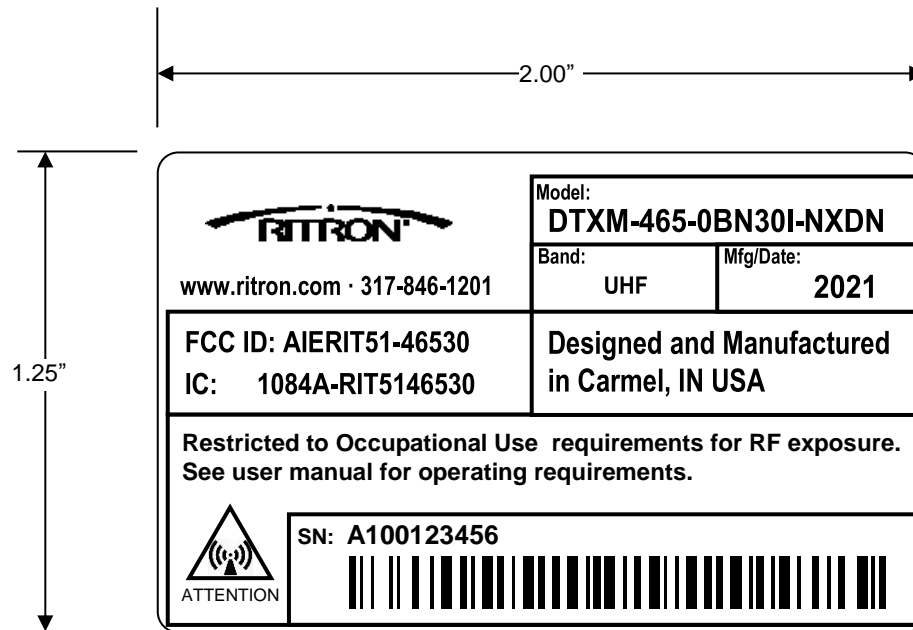 2.00”
1.25”
RITRON
www.ritron.com · 317-846-1201
Model:
DTXM-465-0BN30I-NXDN
Band:
UHF
Mfg/Date:
2021
FCC ID: AIERIT51-46530
IC: 1084A-RIT5146530
Designed and Manufactured
in Carmel, IN USA
Restricted to Occupational Use requirements for RF exposure.
See user manual for operating requirements.
ATTENTION
SN: A100123456